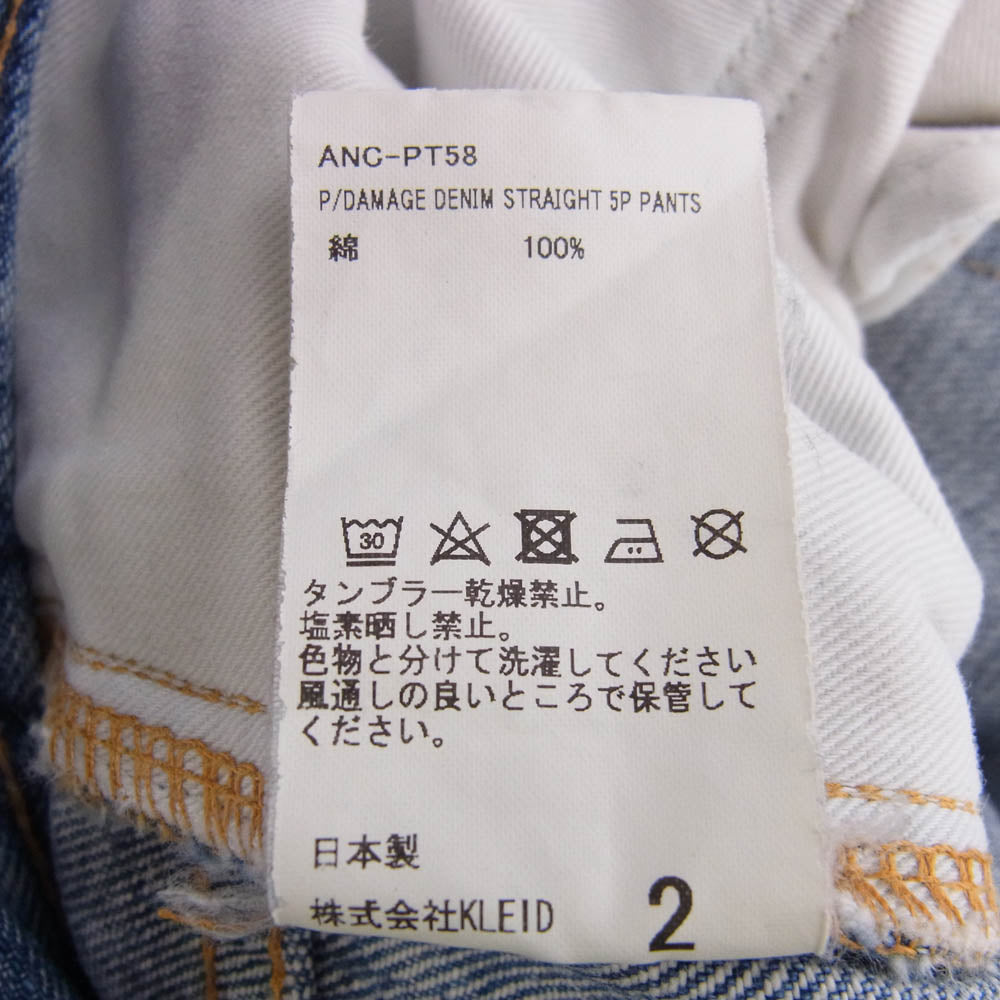 ANC-PT58
P/DAMAGE DENIM STRAIGHT 5P PANTS
綿 100%
30
タンブラー乾燥禁止。
塩素晒し禁止。
色物と分けて洗濯してください
風通しの良いところで保管して
ください。
日本製
株式会社KLEID 2